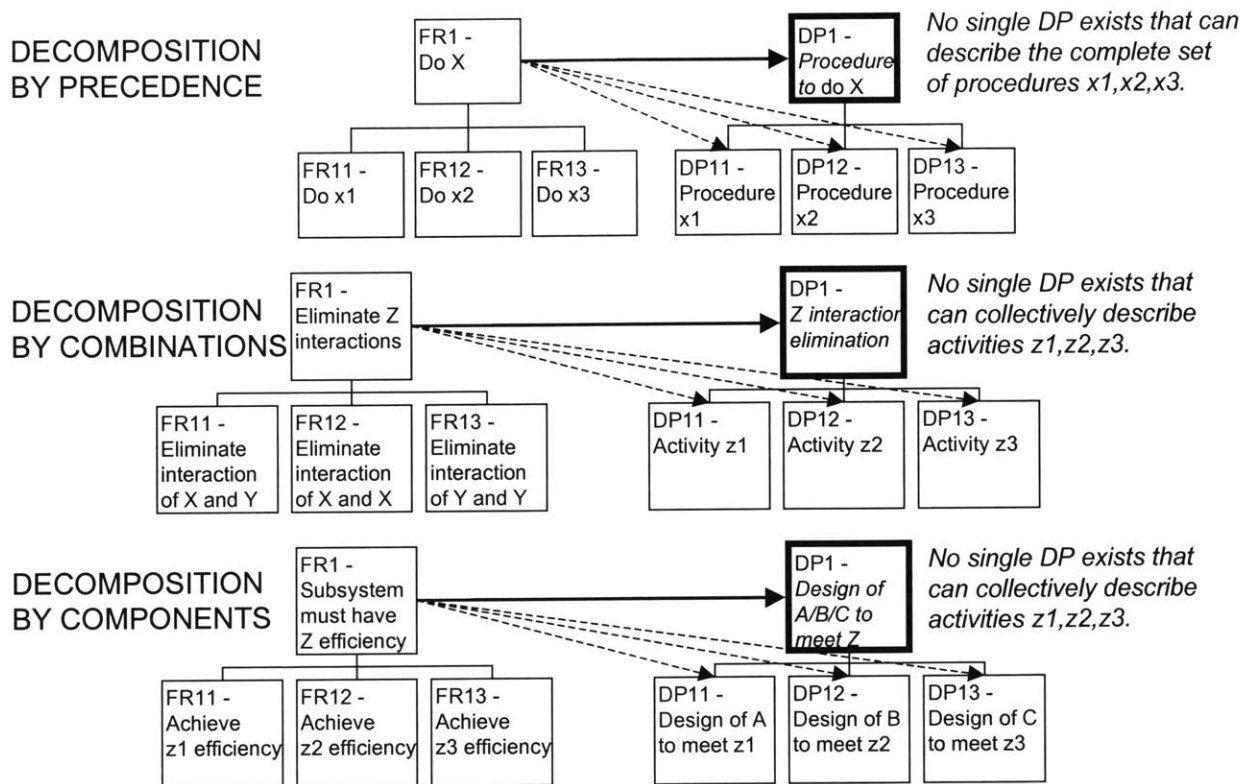 DECOMPOSITION
BY PRECEDENCE
FR1 -
Do X
DP1 -
Procedure
to do X
No single DP exists that can
describe the complete set
of procedures x1,x2,x3.
FR11 -
Do x1
FR12 -
Do x2
FR13 -
Do x3
DP11 -
Procedure
x1
DP12 -
Procedure
x2
DP13 -
Procedure
x3
DECOMPOSITION
BY COMBINATIONS
FR1 -
Eliminate Z
interactions
DP1 -
Z interaction
elimination
No single DP exists that
can collectively describe
activities z1,z2,z3.
FR11 -
Eliminate
interaction
of X and Y
FR12 -
Eliminate
interaction
of X and X
FR13 -
Eliminate
interaction
of Y and Y
DP11 -
Activity z1
DP12 -
Activity z2
DP13 -
Activity z3
DECOMPOSITION
BY COMPONENTS
FR1 -
Subsystem
must have
Z efficiency
DP1 -
Design of
A/B/C to
meet Z
No single DP exists that
can collectively describe
activities z1,z2,z3.
FR11 -
Achieve
z1 efficiency
FR12 -
Achieve
z2 efficiency
FR13 -
Achieve
z3 efficiency
DP11 -
Design of A
to meet z1
DP12 -
Design of B
to meet z2
DP13 -
Design of C
to meet z3